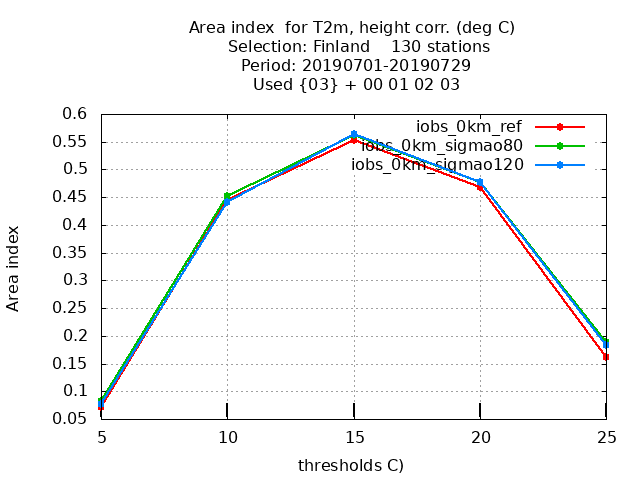 Area index  for T2m, height corr. (deg C)
Selection: Finland    130 stations
Period: 20190701-20190729
Used {03} + 00 01 02 03
iobs_0km_ref
iobs_0km_sigmao80
iobs_0km_sigmao120
0.6
0.55
0.5
0.45
0.4
0.35
0.3
0.25
0.2
0.15
0.1
0.05
Area index
5 10 15 20 25
thresholds C)